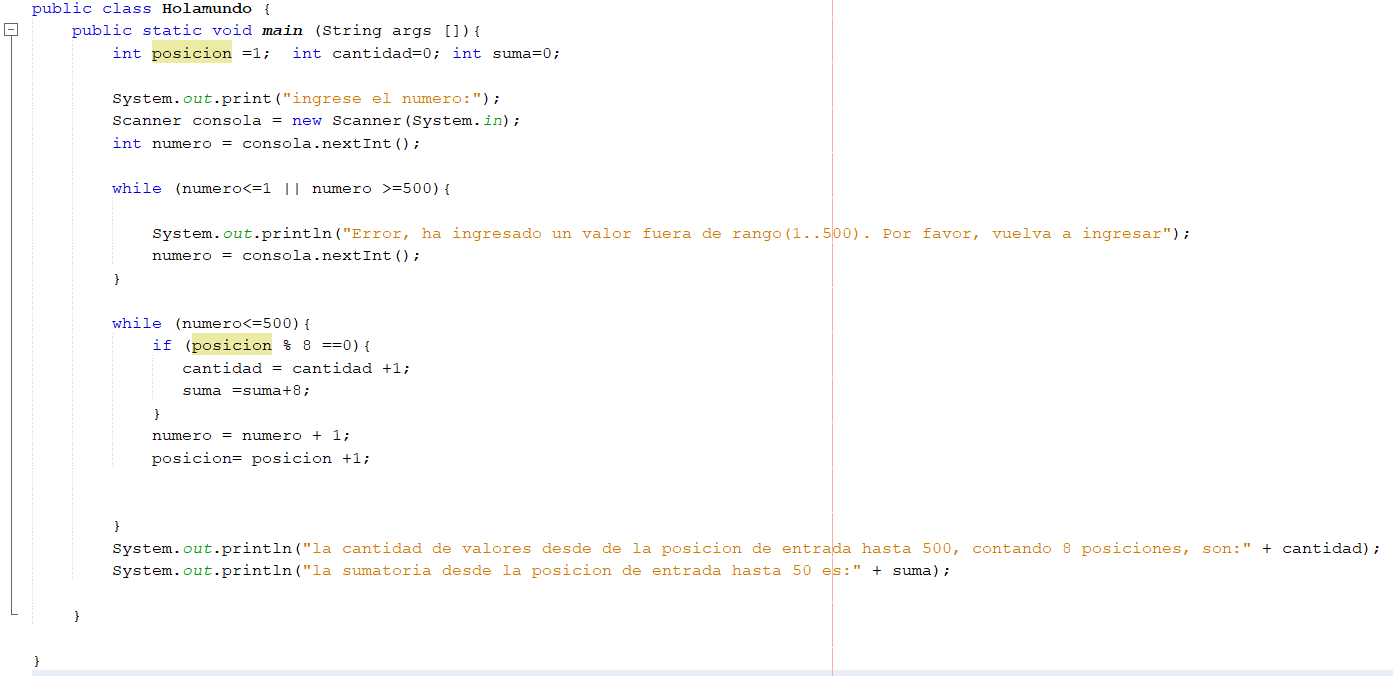 public class Holamundo {
public static void main (String args []){
int posicion =1;  int cantidad=0; int suma=0;
System.out.print("ingrese el numero:");
Scanner consola = new Scanner(System.in);
int numero = consola.nextInt();
while (numero<=1 || numero >=500){
System.out.println("Error, ha ingresado un valor fuera de rango(1..500). Por favor, vuelva a ingresar");
numero = consola.nextInt();
}
while (numero<=500){
if (posicion % 8 ==0){
cantidad = cantidad +1;
suma =suma+8;
}
numero = numero + 1;
posicion= posicion +1;
}
System.out.println("la cantidad de valores desde de la posicion de entrada hasta 500, contando 8 posiciones, son:" + cantidad);
System.out.println("la sumatoria desde la posicion de entrada hasta 50 es:" + suma);
}
}